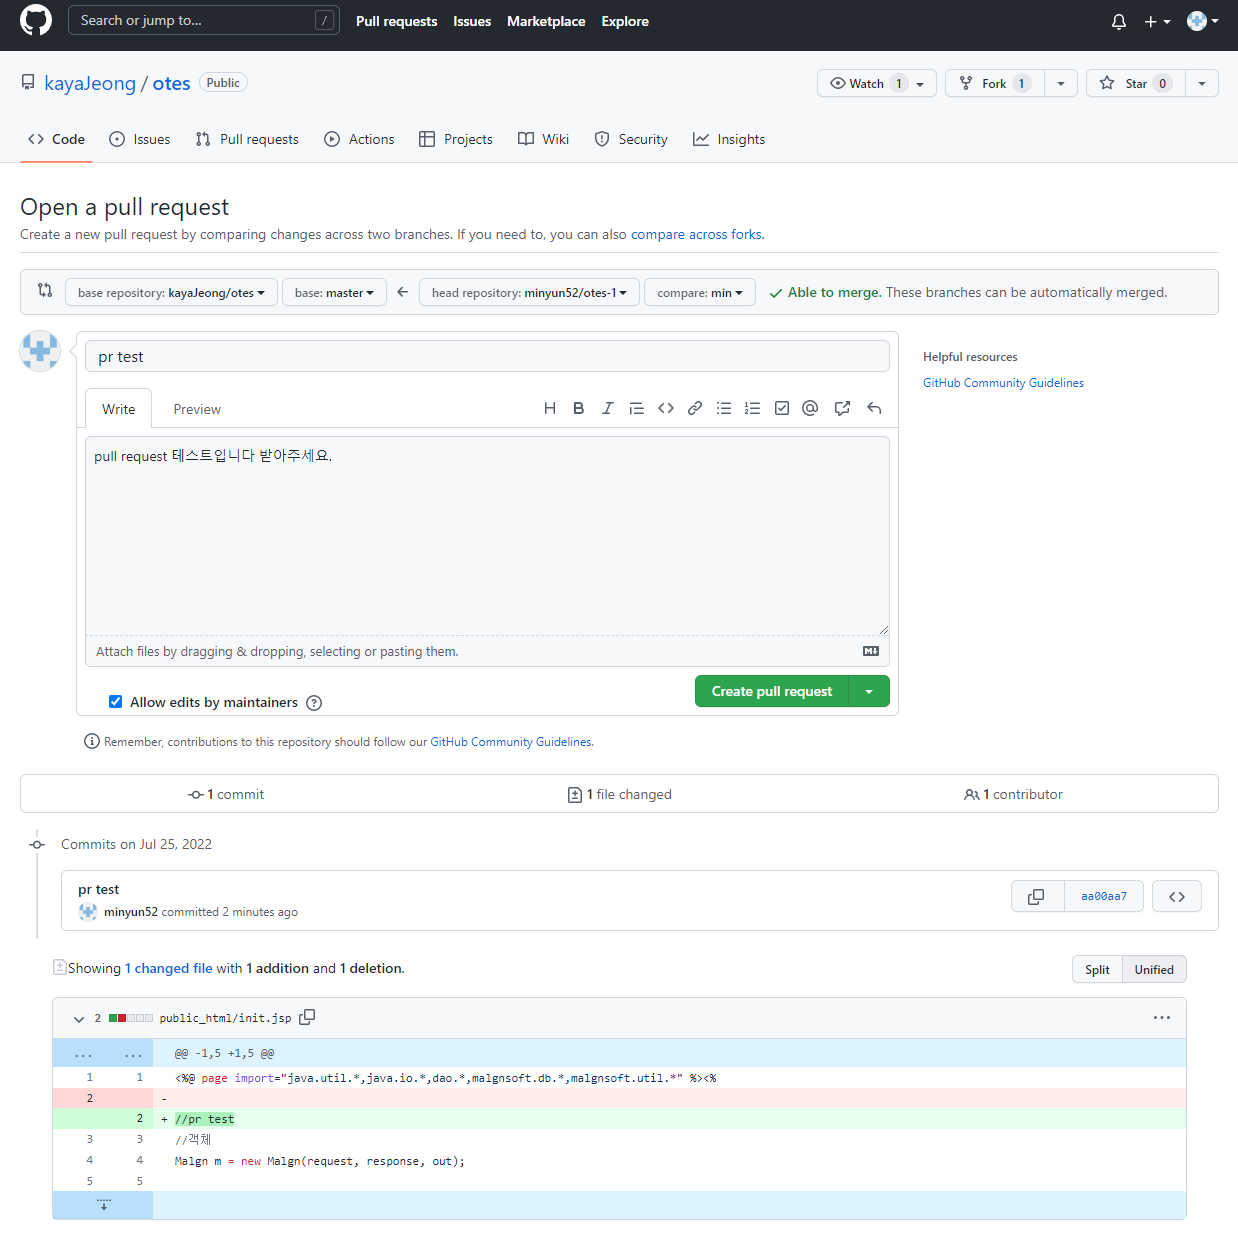 Search or jump to...
/
Pull requests
Issues
Marketplace
Explore
kayaJeong / otes
Public
Watch 1
Fork 1
Star 0
Code
Issues
Pull requests
Actions
Projects
Wiki
Security
Insights
Open a pull request
Create a new pull request by comparing changes across two branches. If you need to, you can also compare across forks.
base repository: kayaJeong/otes
base: master
head repository: minyun52/otes-1
compare: min
Able to merge. These branches can be automatically merged.
pr test
Helpful resources
GitHub Community Guidelines
Write
Preview
pull request 테스트입니다 받아주세요.
Attach files by dragging & dropping, selecting or pasting them.
Allow edits by maintainers
Create pull request
Remember, contributions to this repository should follow our GitHub Community Guidelines.
1 commit
1 file changed
1 contributor
Commits on Jul 25, 2022
pr test
minyun52 committed 2 minutes ago
aa00aa7
Showing 1 changed file with 1 addition and 1 deletion.
Split
Unified
2 public_html/init.jsp
... ... @@ -1,5 +1,5 @@
1 1 <%@ page import="java.util.*,java.io.*,dao.*,malgnsoft.db.*,malgnsoft.util.*" %><%
2 -
2 + //pr test
3 3 //객체
4 4 Malgn m = new Malgn(request, response, out);
5 5